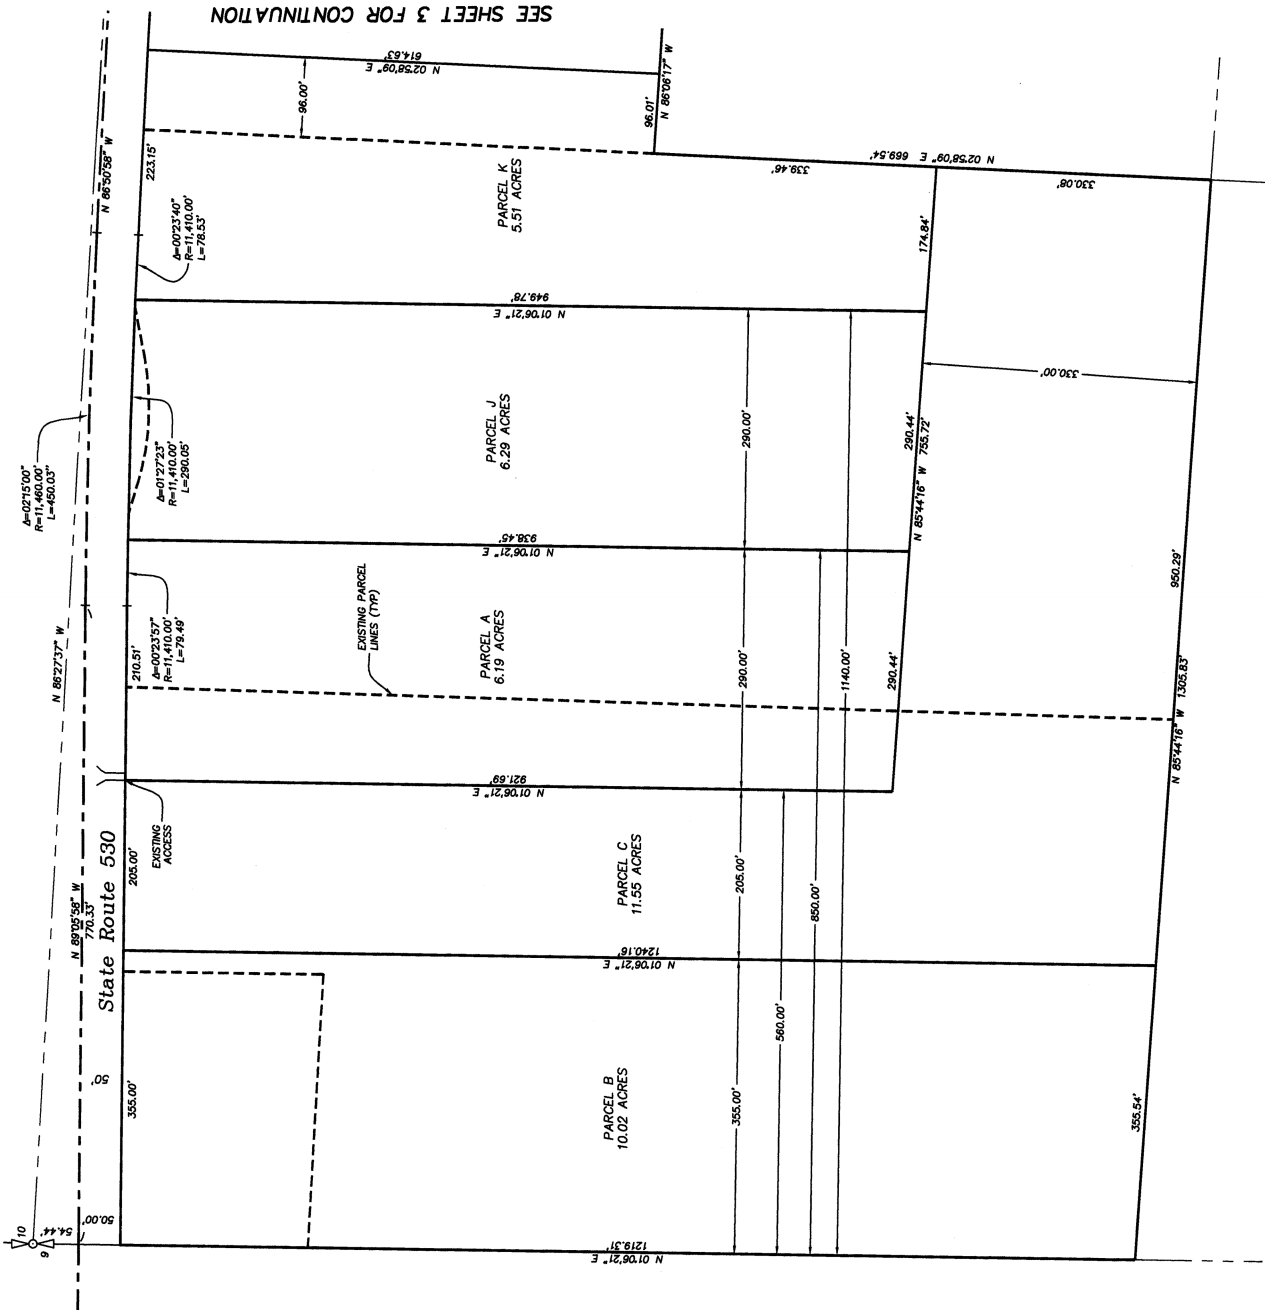 SEE SHEET 3 FOR CONTINUATION
614.63'
N 02°58'09" E
96.00'
96.01'
N 86°06'17" W
N 86°50'58" W
223.15'
Δ=00°23'40"
R=11,410.00'
L=78.53'
PARCEL K
5.51 ACRES
339.46'
N 02°58'09" E 669.54'
330.08'
174.84'
949.78'
N 01°06'21" E
Δ=02°15'00"
R=11,460.00'
L=450.03"
Δ=01°27'23"
R=11,410.00'
L=290.05'
PARCEL J
6.29 ACRES
290.00'
330.00'
290.44'
N 85°44'16" W 755.72'
938.45'
N 01°06'21" E
N 86°27'37" W
Δ=00°23'57"
R=11,410.00'
L=79.49'
210.51'
EXISTING PARCEL
LINES (TYP)
PARCEL A
6.19 ACRES
290.00'
1140.00'
290.44'
950.29'
N 85°44'16" W 1305.83'
921.69'
N 01°06'21" E
EXISTING
ACCESS
State Route 530
N 89°05'58" W
770.33'
205.00'
PARCEL C
11.55 ACRES
205.00'
850.00'
1240.16'
N 01°06'21" E
50'
355.00'
PARCEL B
10.02 ACRES
355.00'
560.00'
355.54'
10
9
54.44'
50.00'
1219.31'
N 01°06'21" E